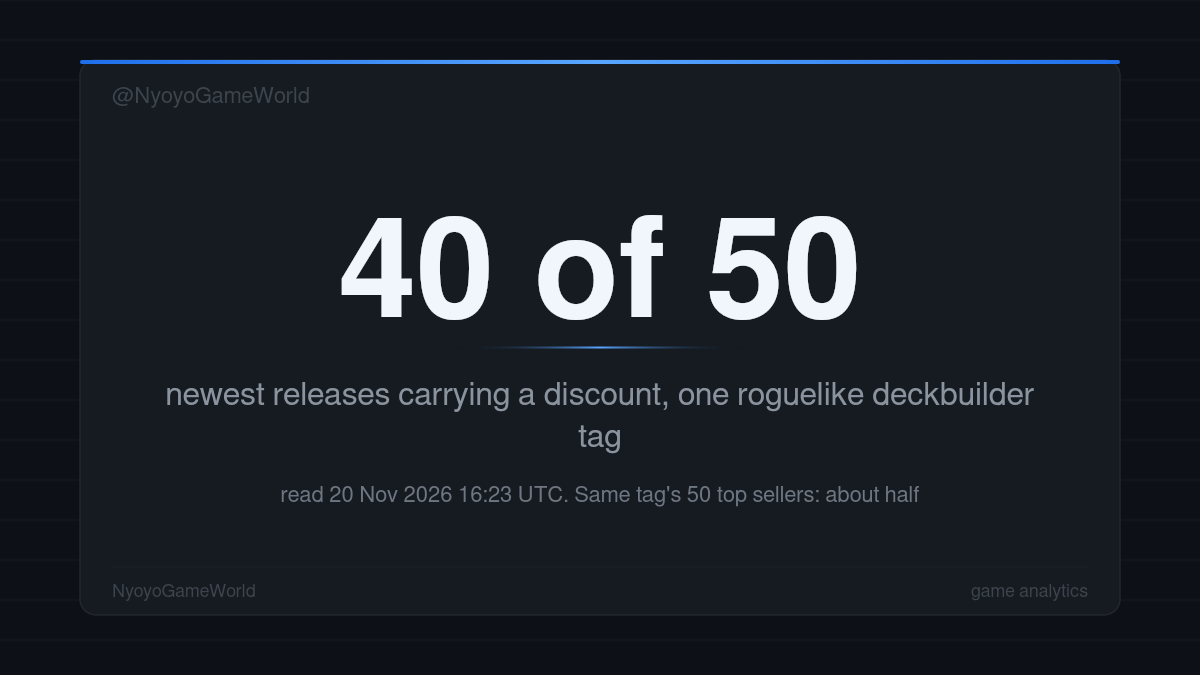 @NyoyoGameWorld
40 of 50
newest releases carrying a discount, one roguelike deckbuilder
tag
read 20 Nov 2026 16:23 UTC. Same tag's 50 top sellers: about half
NyoyoGameWorld
game analytics